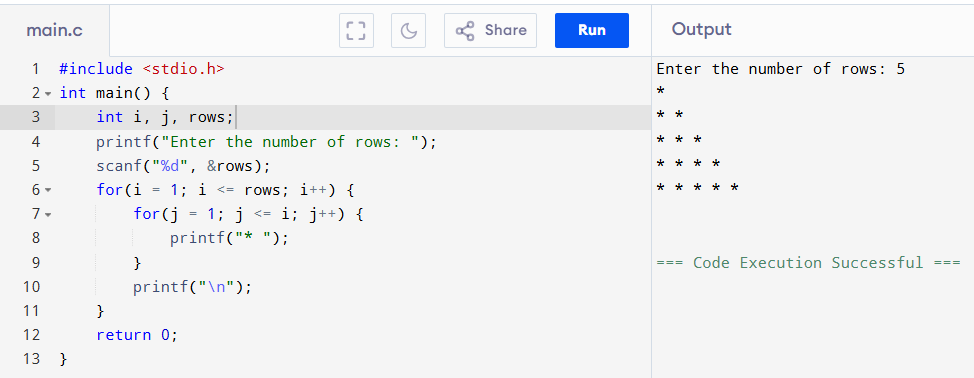 main.c
Share
Run
Output
1 #include <stdio.h>
2 int main() {
3     int i, j, rows;
4     printf("Enter the number of rows: ");
5     scanf("%d", &rows);
6     for(i = 1; i <= rows; i++) {
7         for(j = 1; j <= i; j++) {
8             printf("* ");
9         }
10         printf("\n");
11     }
12     return 0;
13 }
Enter the number of rows: 5
*
* *
* * *
* * * *
* * * * *
=== Code Execution Successful ===